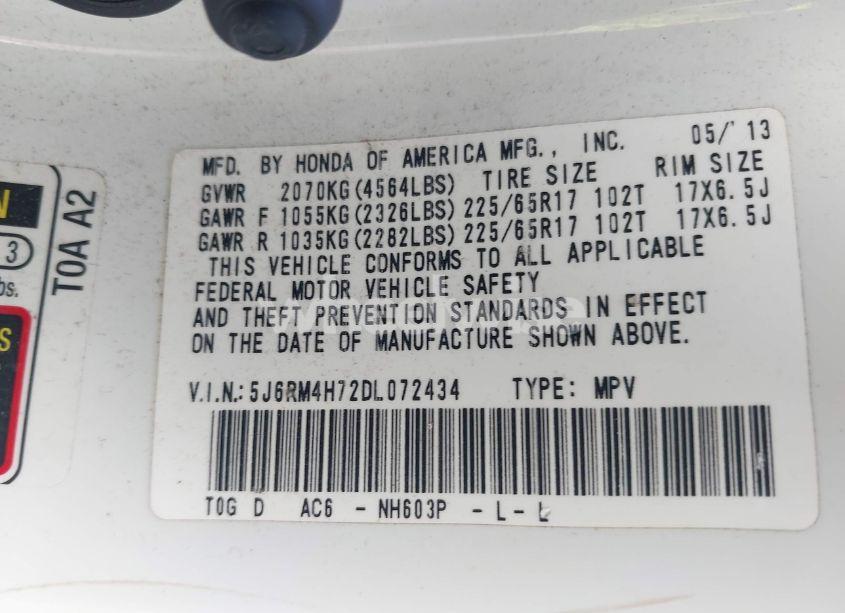 MFD. BY HONDA OF AMERICA MFG., INC. 05/'13
GVWR 2070KG(4564LBS) TIRE SIZE RIM SIZE
GAWR F 1055KG(2326LBS) 225/65R17 102T 17X6.5J
GAWR R 1035KG(2282LBS) 225/65R17 102T 17X6.5J
THIS VEHICLE CONFORMS TO ALL APPLICABLE
FEDERAL MOTOR VEHICLE SAFETY
AND THEFT PREVENTION STANDARDS IN EFFECT
ON THE DATE OF MANUFACTURE SHOWN ABOVE.
V.I.N.: 5J6RM4H72DL072434 TYPE: MPV
T0G D AC6 - NH603P - L - L
T0A A2
N
3
bs.
S